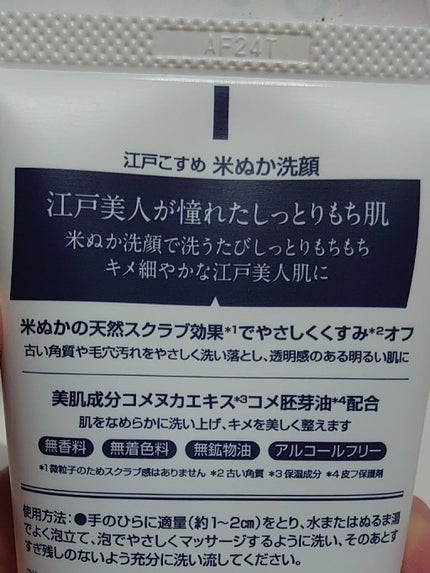 AF24T
江戸こすめ 米ぬか洗顔
江戸美人が憧れたしっとりもち肌
米ぬか洗顔で洗うたびしっとりもちもち
キメ細やかな江戸美人肌に
米ぬかの天然スクラブ効果*1でやさしくくすみ*2オフ
古い角質や毛穴汚れをやさしく洗い落とし、透明感のある明るい肌に
美肌成分コメヌカエキス*3コメ胚芽油*4配合
肌をなめらかに洗い上げ、キメを美しく整えます
無香料 無着色料 無鉱物油 アルコールフリー
*1 微粒子のためスクラブ感はありません *2 古い角質 *3 保湿成分 *4 皮フ保護剤
使用方法:●手のひらに適量(約1~2cm)をとり、水またはぬるま湯
でよく泡立て、泡でやさしくマッサージするように洗い、そのあとす
すぎ残しのないよう充分に洗い流してください。